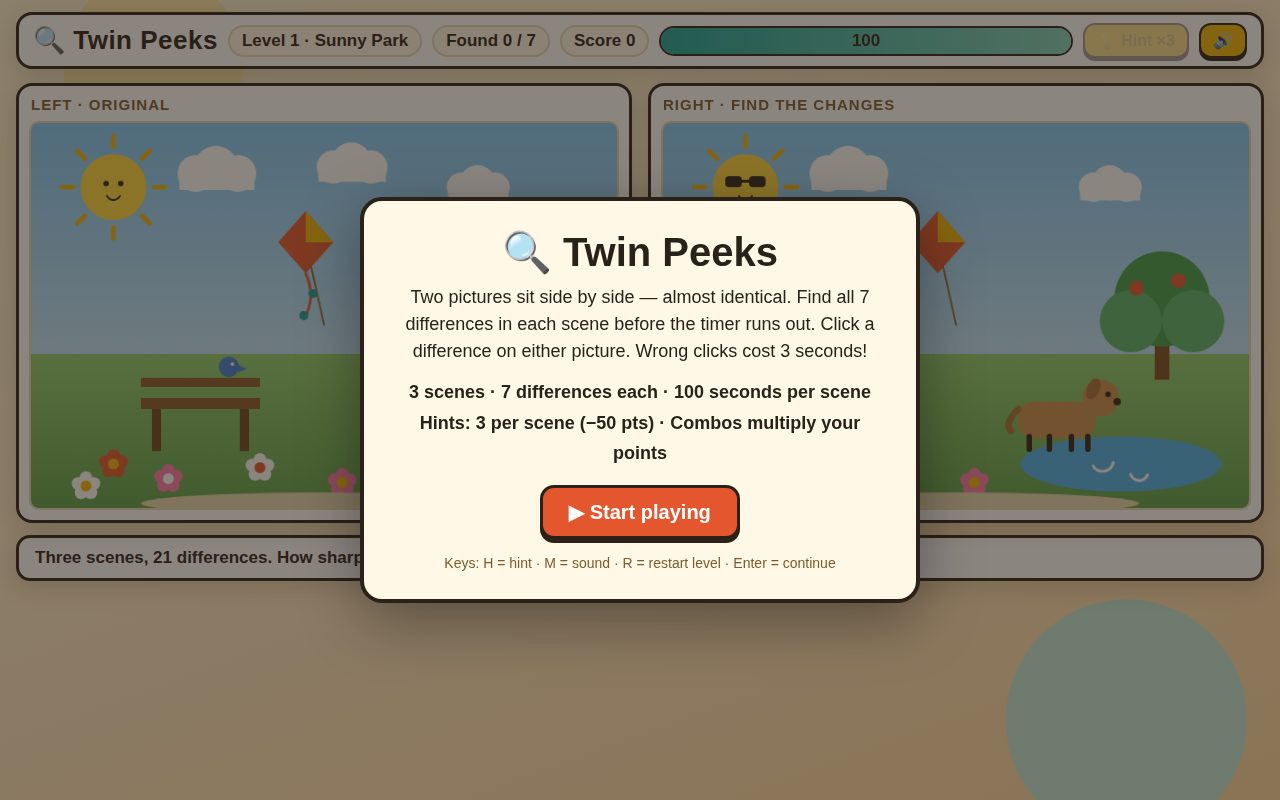 🔍 Twin Peeks
Level 1 · Sunny Park
Found 0 / 7
Score 0
100
Hint ×3
LEFT · ORIGINAL
RIGHT · FIND THE CHANGES
🔍 Twin Peeks
Two pictures sit side by side — almost identical. Find all 7
differences in each scene before the timer runs out. Click a
difference on either picture. Wrong clicks cost 3 seconds!
3 scenes · 7 differences each · 100 seconds per scene
Hints: 3 per scene (−50 pts) · Combos multiply your
points
▶ Start playing
Keys: H = hint · M = sound · R = restart level · Enter = continue
Three scenes, 21 differences. How sharp